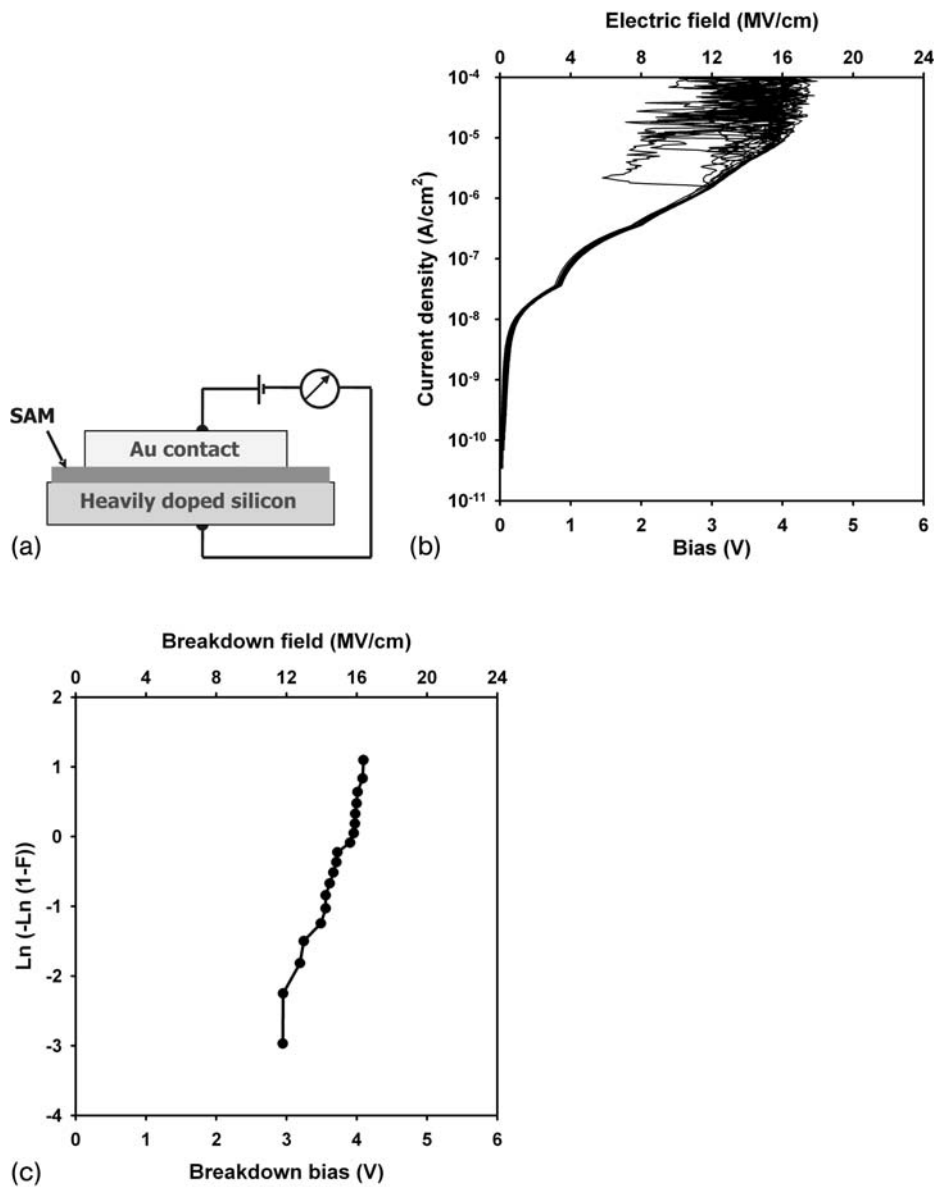 SAM
Au contact
Heavily doped silicon
(a)
Electric field (MV/cm)
0 4 8 12 16 20 24
Current density (A/cm²)
10⁻⁴
10⁻⁵
10⁻⁶
10⁻⁷
10⁻⁸
10⁻⁹
10⁻¹⁰
10⁻¹¹
0 1 2 3 4 5 6
Bias (V)
(b)
Breakdown field (MV/cm)
0 4 8 12 16 20 24
Ln (-Ln (1-F))
2
1
0
-1
-2
-3
-4
0 1 2 3 4 5 6
Breakdown bias (V)
(c)